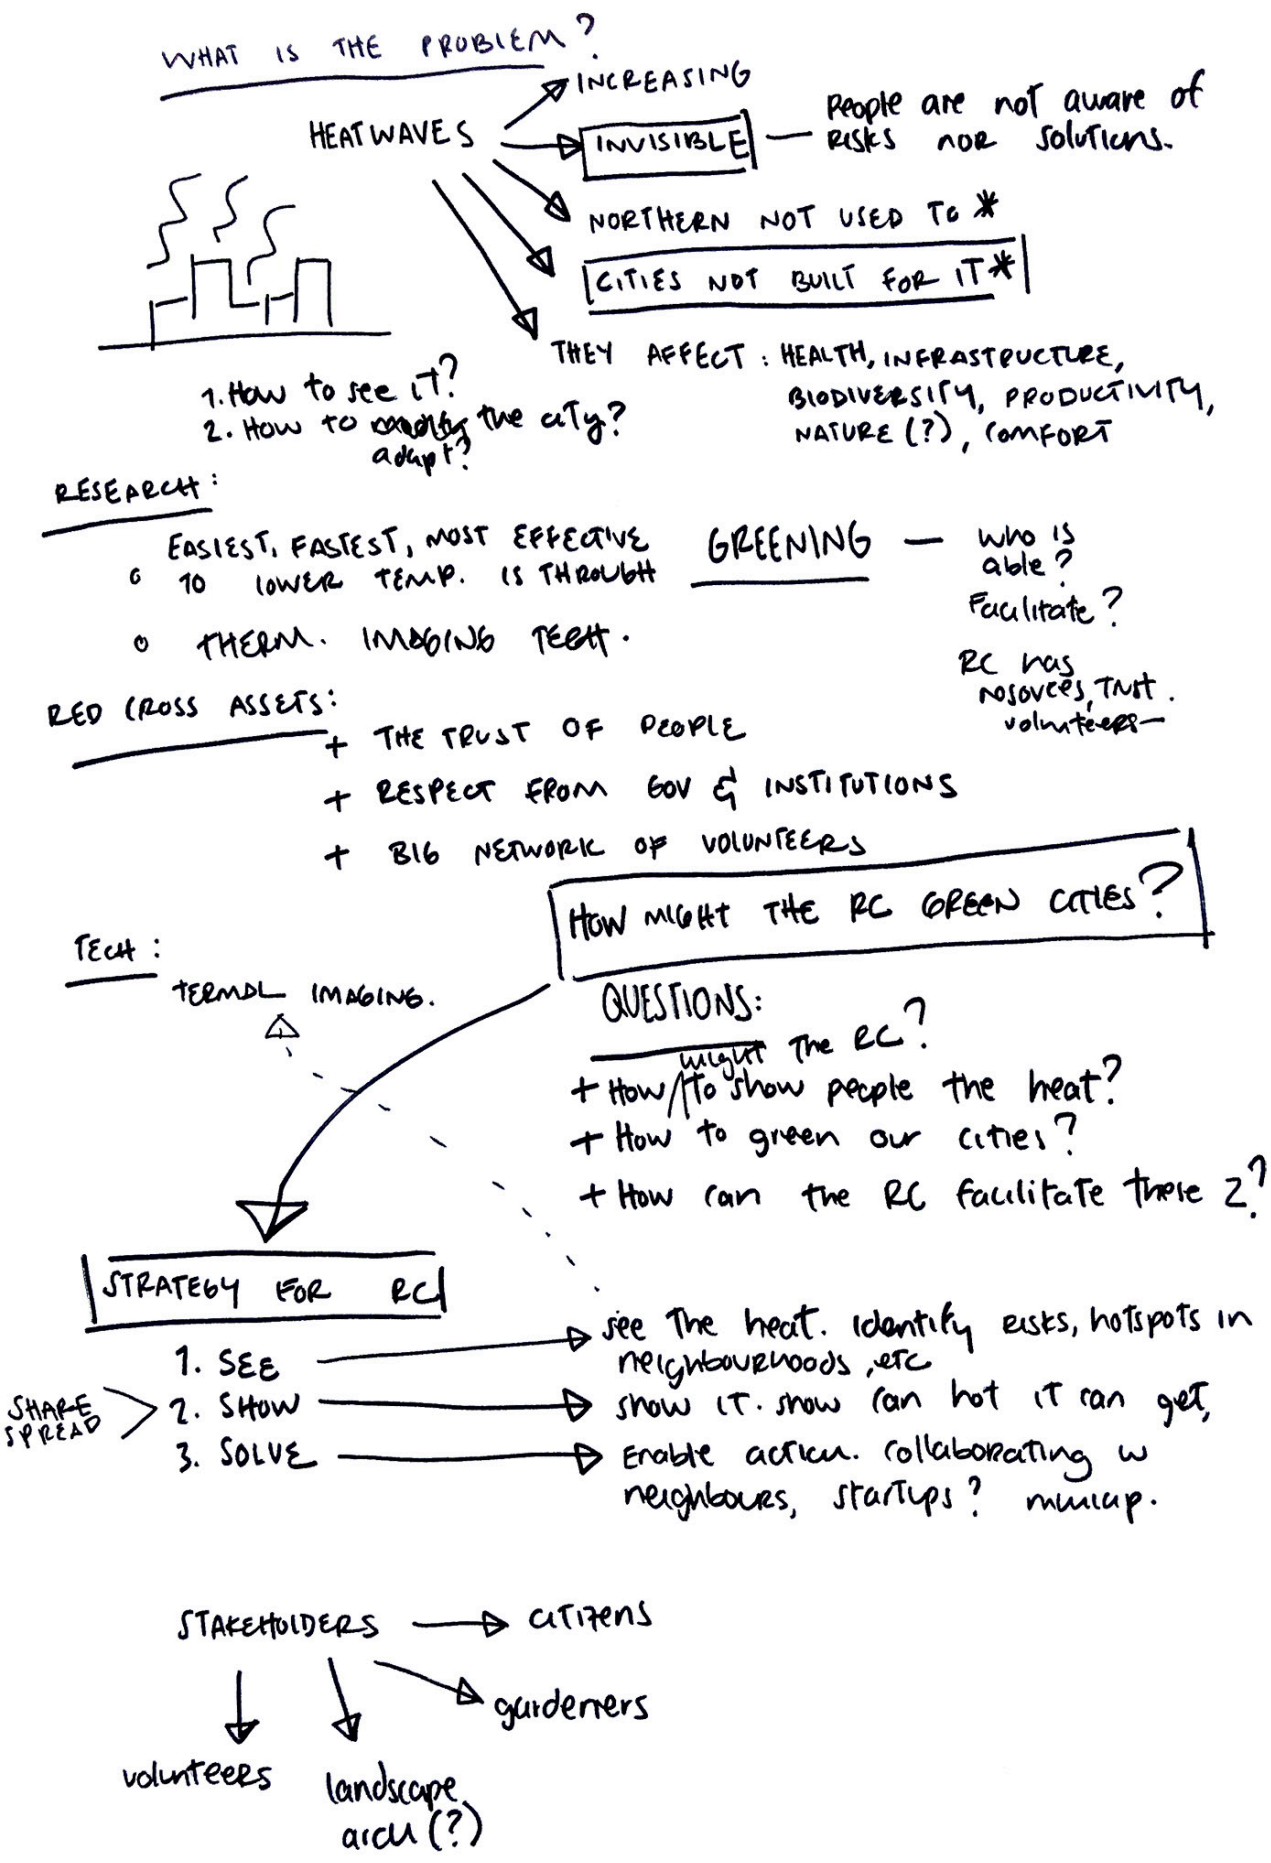 WHAT IS THE PROBLEM?
HEATWAVES
INCREASING
INVISIBLE
People are not aware of
RISKS nor solutions.
NORTHERN NOT USED TO *
CITIES NOT BUILT FOR IT*
THEY AFFECT: HEALTH, INFRASTRUCTURE,
BIODIVERSITY, PRODUCTIVITY,
NATURE (?), COMFORT
1. How to see it?
2. How to the city?
adapt?
RESEARCH:
o EASIEST, FASTEST, MOST EFFECTIVE
TO LOWER TEMP. IS THROUGH
GREENING — who is
able?
Facilitate?
o THERM. IMAGING TECH.
RC has
resources, trust.
volunteers—
RED CROSS ASSETS:
+ THE TRUST OF PEOPLE
+ RESPECT FROM GOV & INSTITUTIONS
+ BIG NETWORK OF VOLUNTEERS
HOW MIGHT THE RC GREEN CITIES?
TECH:
TERMAL IMAGING.
QUESTIONS:
might the RC?
+ How to show people the heat?
+ How to green our cities?
+ How can the RC facilitate these 2?
STRATEGY FOR RC
SHARE
SPREAD
1. SEE
see the heat. Identify risks, hotspots in
neighbourhoods, etc
2. SHOW
show it. show can hot it can get,
3. SOLVE
Enable action. collaborating w
neighbours, startups? municip.
STAKEHOLDERS
citizens
gardeners
volunteers
landscape
arch (?)